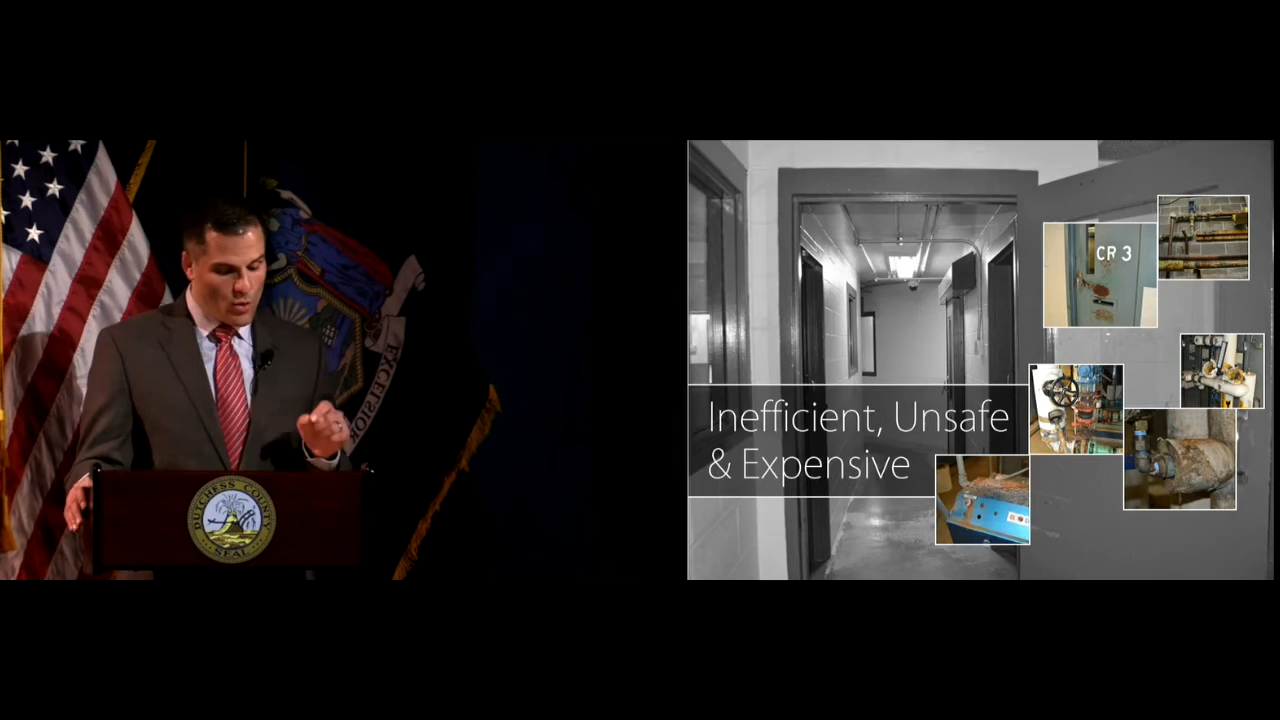 EXCELSIOR
DUTCHESS COUNTY
SEAL
Inefficient, Unsafe
& Expensive
CR 3